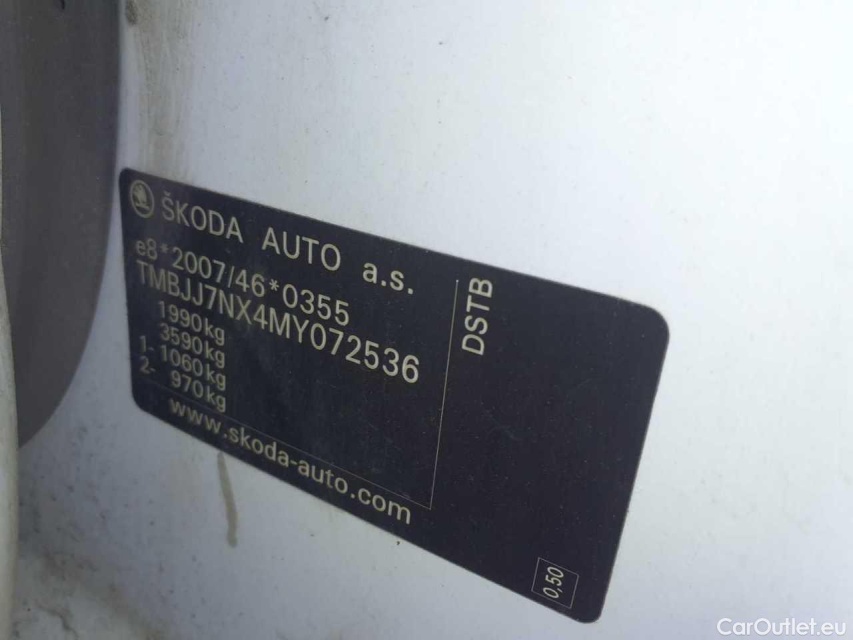 ŠKODA AUTO a.s.
e8*2007/46*0355
TMBJJ7NX4MY072536
1990kg
3590kg
1- 1060kg
2- 970kg
www.skoda-auto.com
DSTB
0,50
CarOutlet.eu